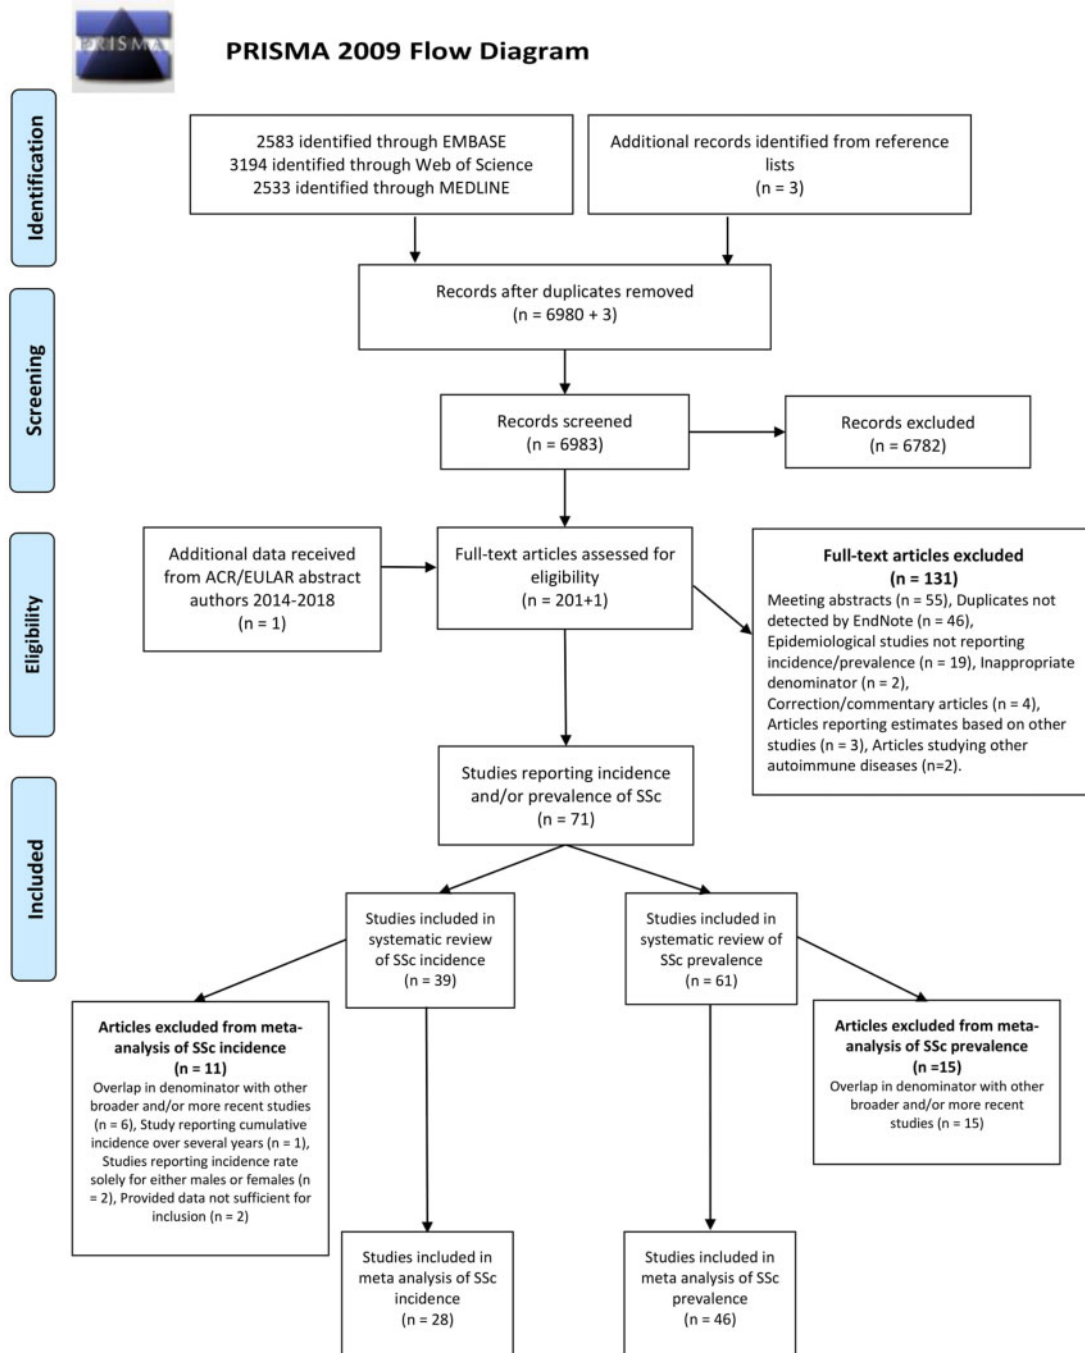 PRISMA
PRISMA 2009 Flow Diagram
Identification
2583 identified through EMBASE
3194 identified through Web of Science
2533 identified through MEDLINE
Additional records identified from reference
lists
(n = 3)
Records after duplicates removed
(n = 6980 + 3)
Screening
Records screened
(n = 6983)
Records excluded
(n = 6782)
Eligibility
Additional data received
from ACR/EULAR abstract
authors 2014-2018
(n = 1)
Full-text articles assessed for
eligibility
(n = 201+1)
Full-text articles excluded
(n = 131)
Meeting abstracts (n = 55), Duplicates not
detected by EndNote (n = 46),
Epidemiological studies not reporting
incidence/prevalence (n = 19), Inappropriate
denominator (n = 2),
Correction/commentary articles (n = 4),
Articles reporting estimates based on other
studies (n = 3), Articles studying other
autoimmune diseases (n=2).
Studies reporting incidence
and/or prevalence of SSc
(n = 71)
Included
Studies included in
systematic review
of SSc incidence
(n = 39)
Studies included in
systematic review of
SSc prevalence
(n = 61)
Articles excluded from meta-
analysis of SSc incidence
(n = 11)
Overlap in denominator with other
broader and/or more recent studies
(n = 6), Study reporting cumulative
incidence over several years (n = 1),
Studies reporting incidence rate
solely for either males or females (n
= 2), Provided data not sufficient for
inclusion (n = 2)
Articles excluded from meta-
analysis of SSc prevalence
(n =15)
Overlap in denominator with other
broader and/or more recent
studies (n = 15)
Studies included in
meta analysis of SSc
incidence
(n = 28)
Studies included in
meta analysis of SSc
prevalence
(n = 46)